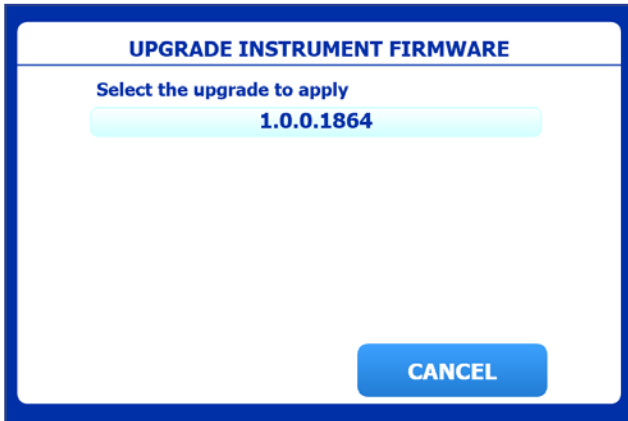 UPGRADE INSTRUMENT FIRMWARE
Select the upgrade to apply
1.0.0.1864
CANCEL